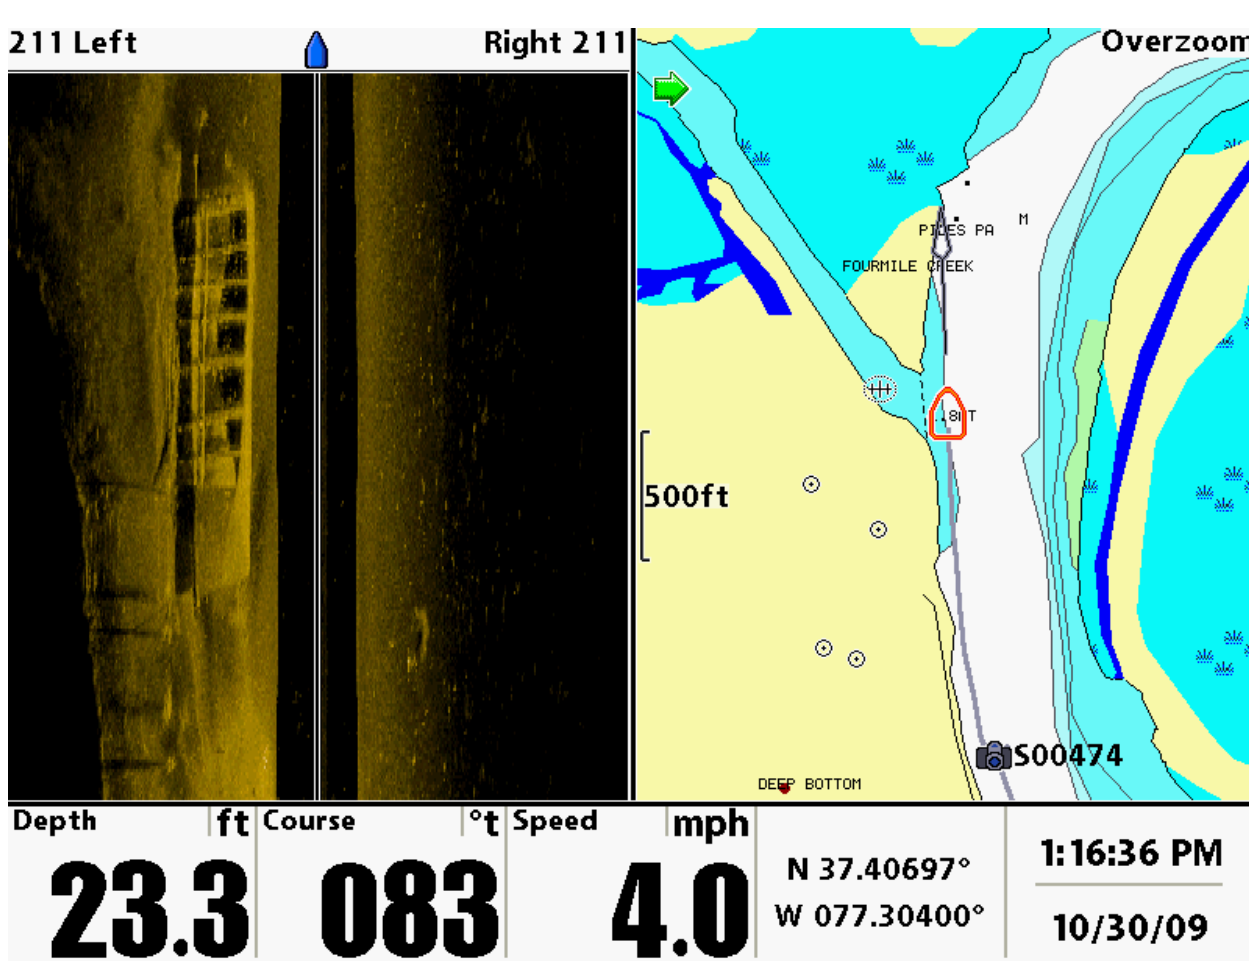 211 Left
Right 211
Overzoom
M
PILES PA
FOURMILE CREEK
500ft
S00474
DEEP BOTTOM
Depth ft
23.3
Course °t
083
Speed mph
4.0
N 37.40697°
W 077.30400°
1:16:36 PM
10/30/09